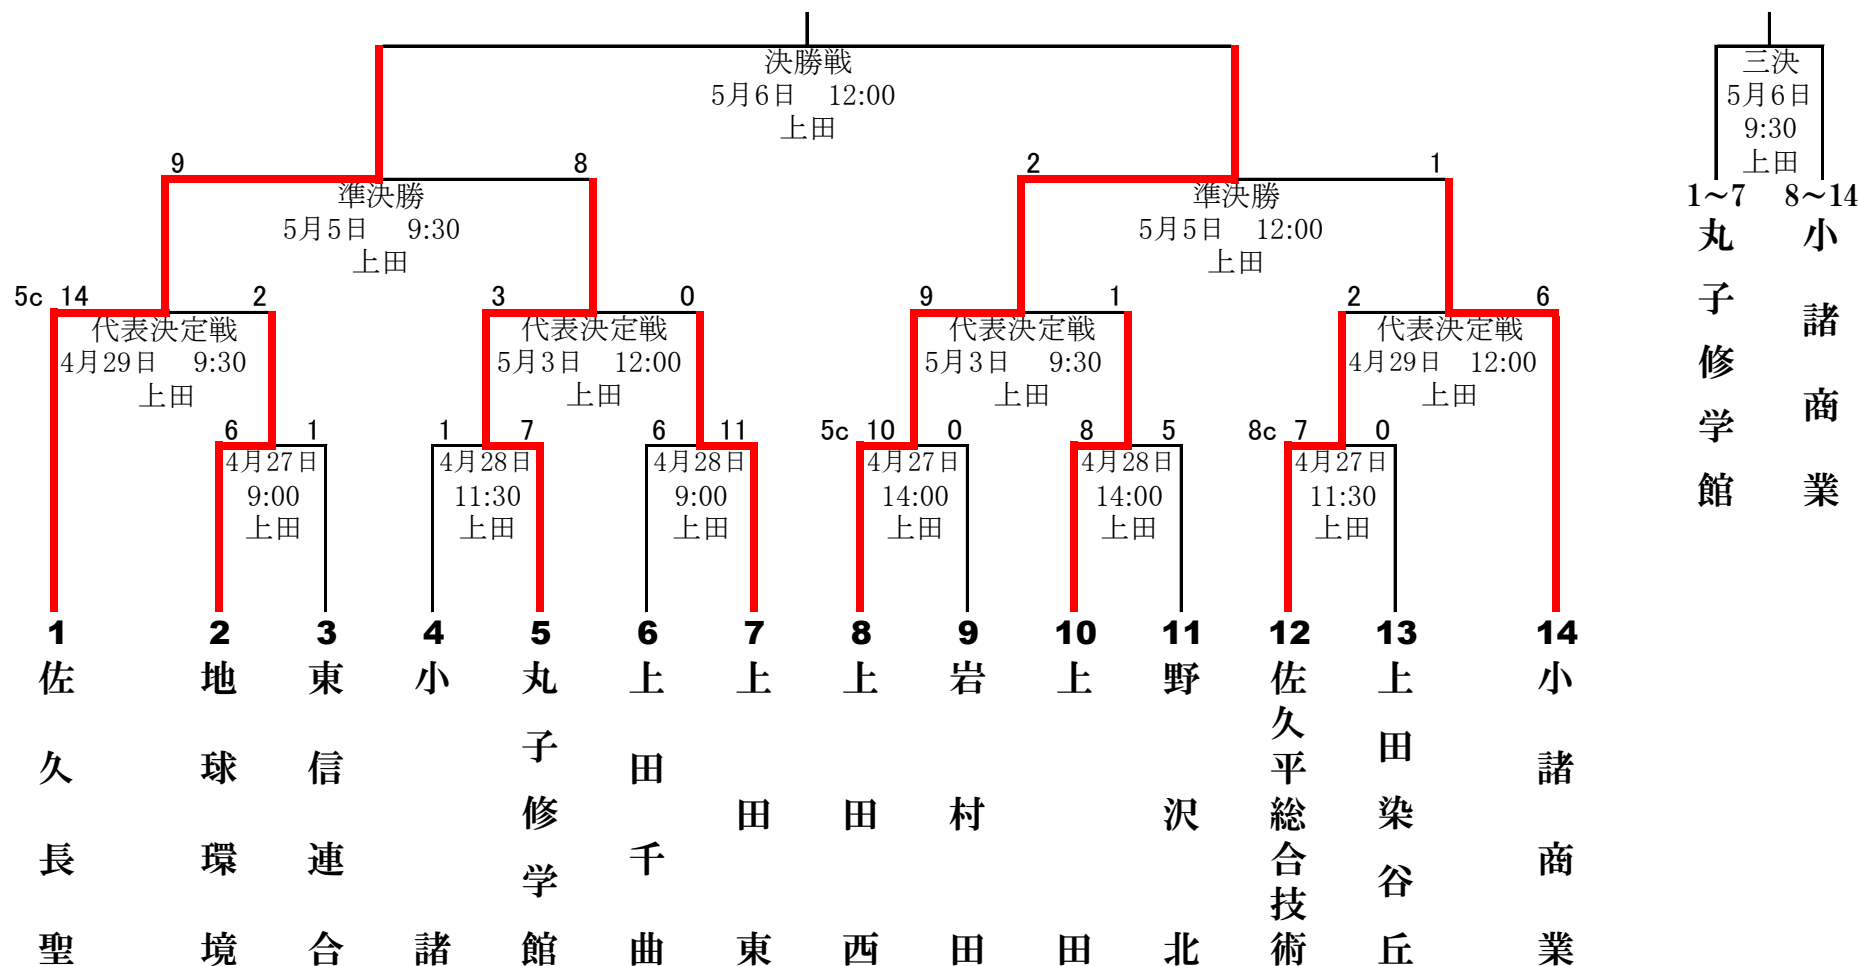 決勝戦
5月6日 12:00
上田
三決
5月6日
9:30
上田
1～7 8～14
丸子修学館
小諸商業
9 8
準決勝
5月5日 9:30
上田
2 1
準決勝
5月5日 12:00
上田
5c 14 2
代表決定戦
4月29日 9:30
上田
3 0
代表決定戦
5月3日 12:00
上田
9 1
代表決定戦
5月3日 9:30
上田
2 6
代表決定戦
4月29日 12:00
上田
6 1
4月27日
9:00
上田
1 7
4月28日
11:30
上田
6 11
4月28日
9:00
上田
5c 10 0
4月27日
14:00
上田
8 5
4月28日
14:00
上田
8c 7 0
4月27日
11:30
上田
1
佐久長聖
2
地球環境
3
東信連合
4
小諸
5
丸子修学館
6
上田千曲
7
上田東
8
上田西
9
岩村田
10
上田
11
野沢北
12
佐久平総合技術
13
上田染谷丘
14
小諸商業